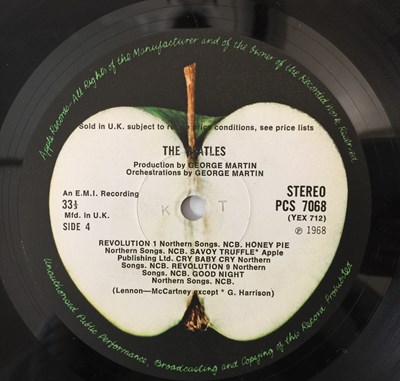 Apple Records—All Rights of the Manufacturer and of the Owner of the Recorded Work Reserved
Sold in U.K. subject to price conditions, see price lists
THE BEATLES
Production by GEORGE MARTIN
Orchestrations by GEORGE MARTIN
An E.M.I. Recording
33⅓
Mfd. in U.K.
SIDE 4
K T
STEREO
PCS 7068
(YEX 712)
℗ 1968
REVOLUTION 1 Northern Songs. NCB. HONEY PIE
Northern Songs. NCB. SAVOY TRUFFLE* Apple
Publishing Ltd. CRY BABY CRY Northern
Songs. NCB. REVOLUTION 9 Northern
Songs. NCB. GOOD NIGHT
Northern Songs. NCB.
(Lennon—McCartney except * G. Harrison)
Unauthorised Public Performance, Broadcasting and Copying of this Record Prohibited